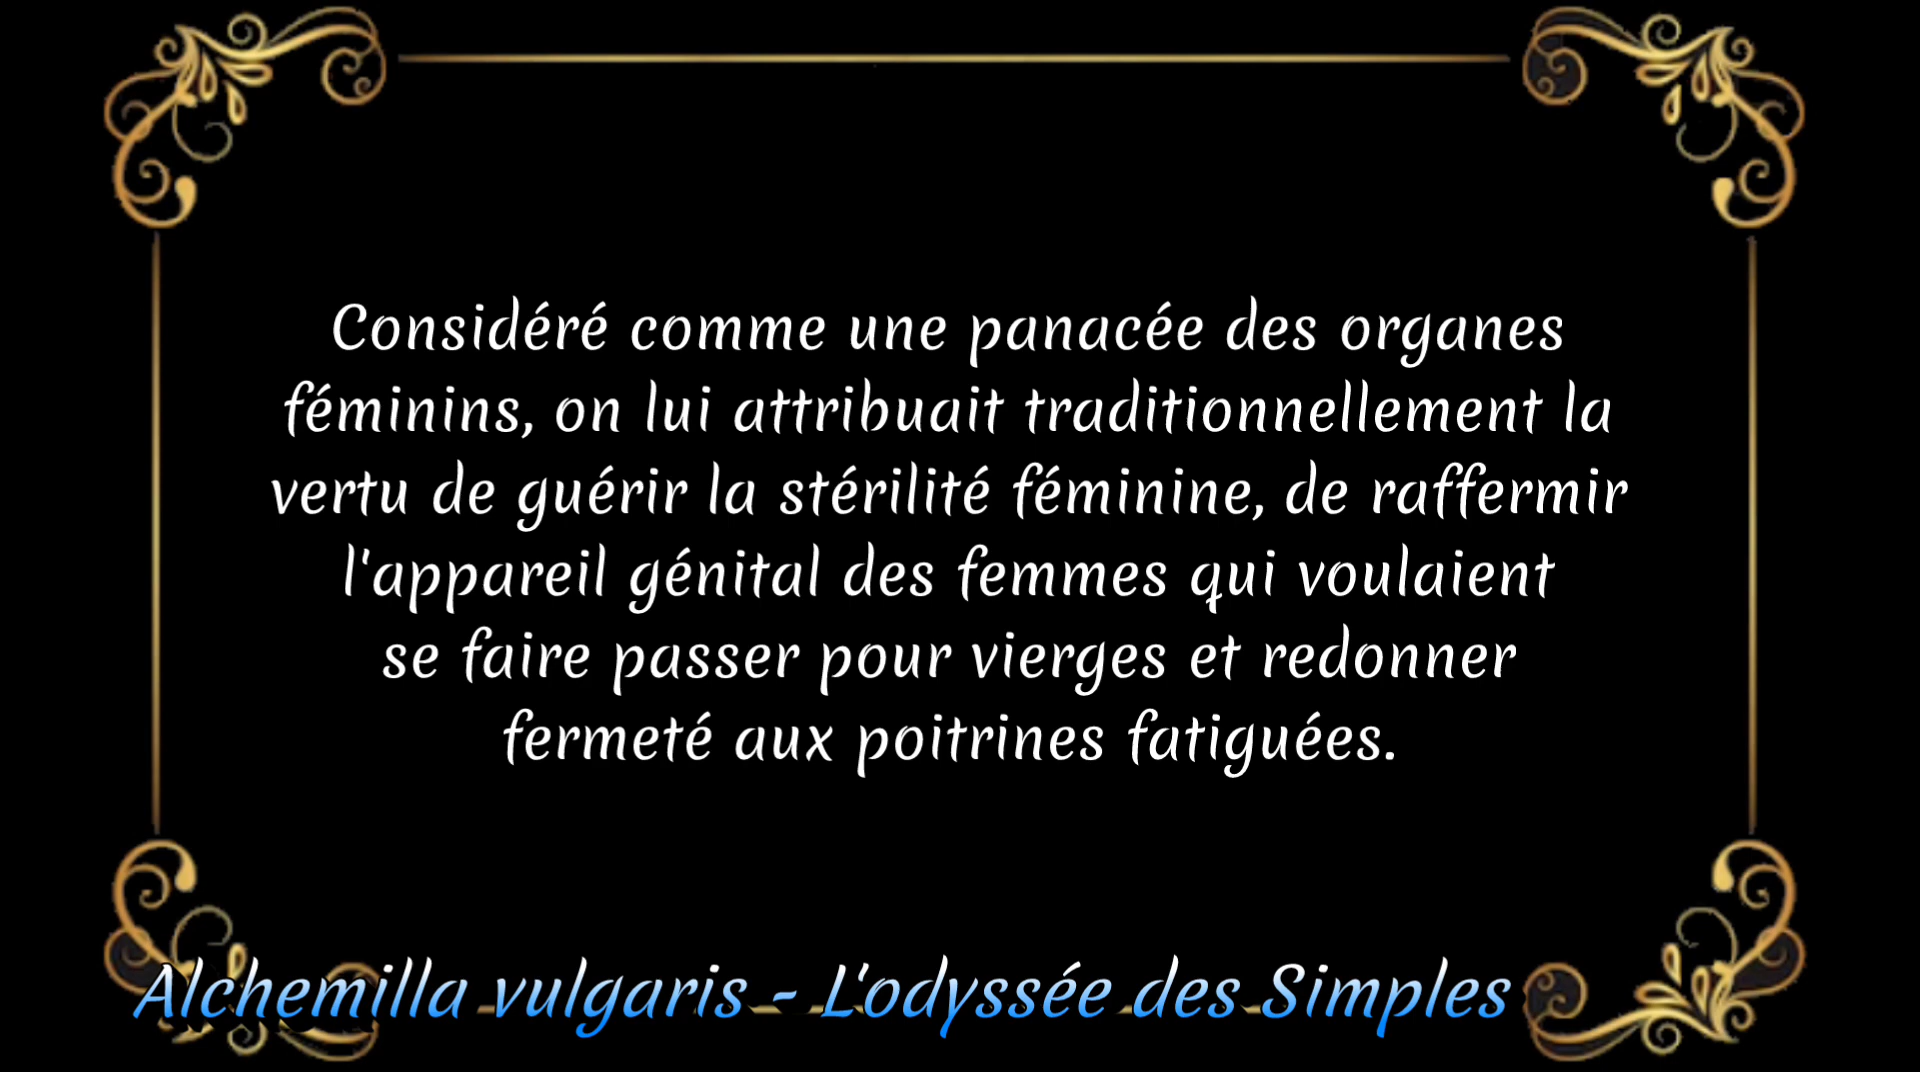 Considéré comme une panacée des organes
féminins, on lui attribuait traditionnellement la
vertu de guérir la stérilité féminine, de raffermir
l'appareil génital des femmes qui voulaient
se faire passer pour vierges et redonner
fermeté aux poitrines fatiguées.
Alchemilla vulgaris - L'odyssée des Simples